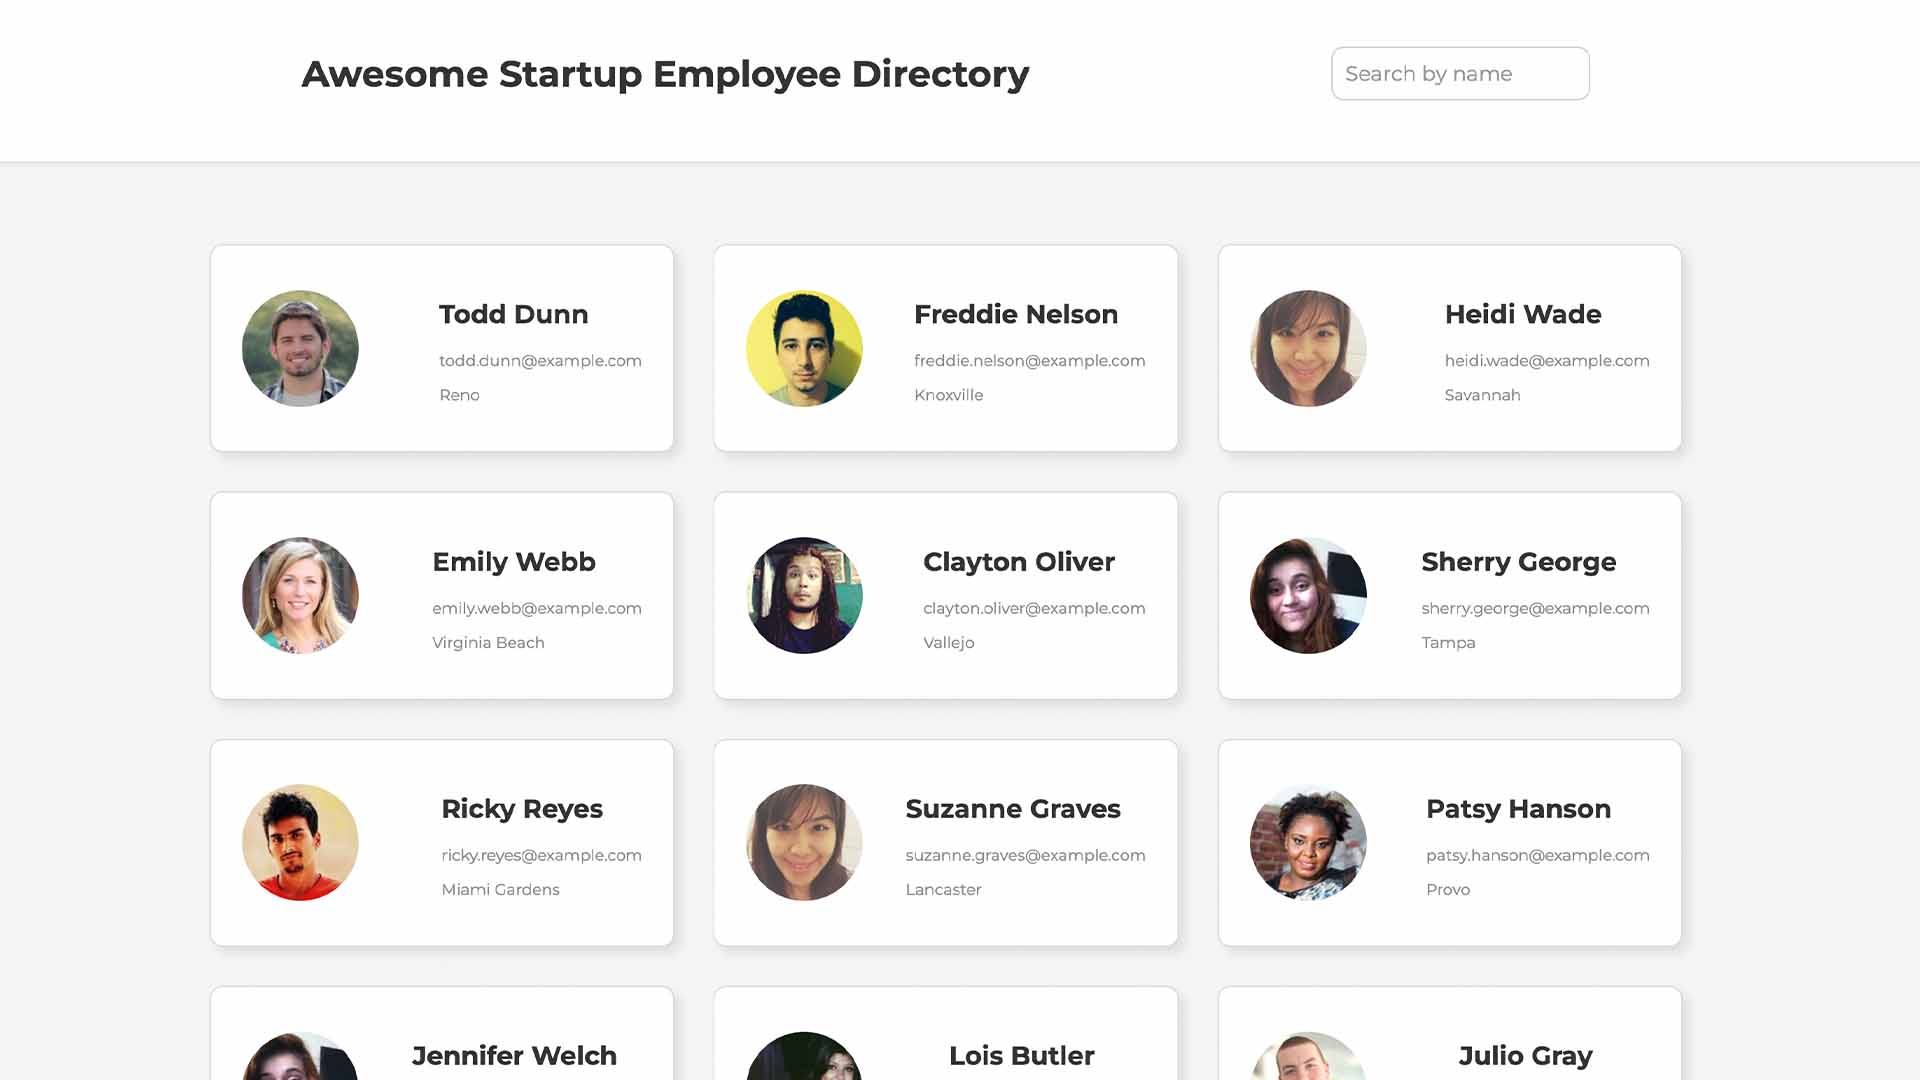 Awesome Startup Employee Directory
Search by name
Todd Dunn
todd.dunn@example.com
Reno
Freddie Nelson
freddie.nelson@example.com
Knoxville
Heidi Wade
heidi.wade@example.com
Savannah
Emily Webb
emily.webb@example.com
Virginia Beach
Clayton Oliver
clayton.oliver@example.com
Vallejo
Sherry George
sherry.george@example.com
Tampa
Ricky Reyes
ricky.reyes@example.com
Miami Gardens
Suzanne Graves
suzanne.graves@example.com
Lancaster
Patsy Hanson
patsy.hanson@example.com
Provo
Jennifer Welch
Lois Butler
Julio Gray